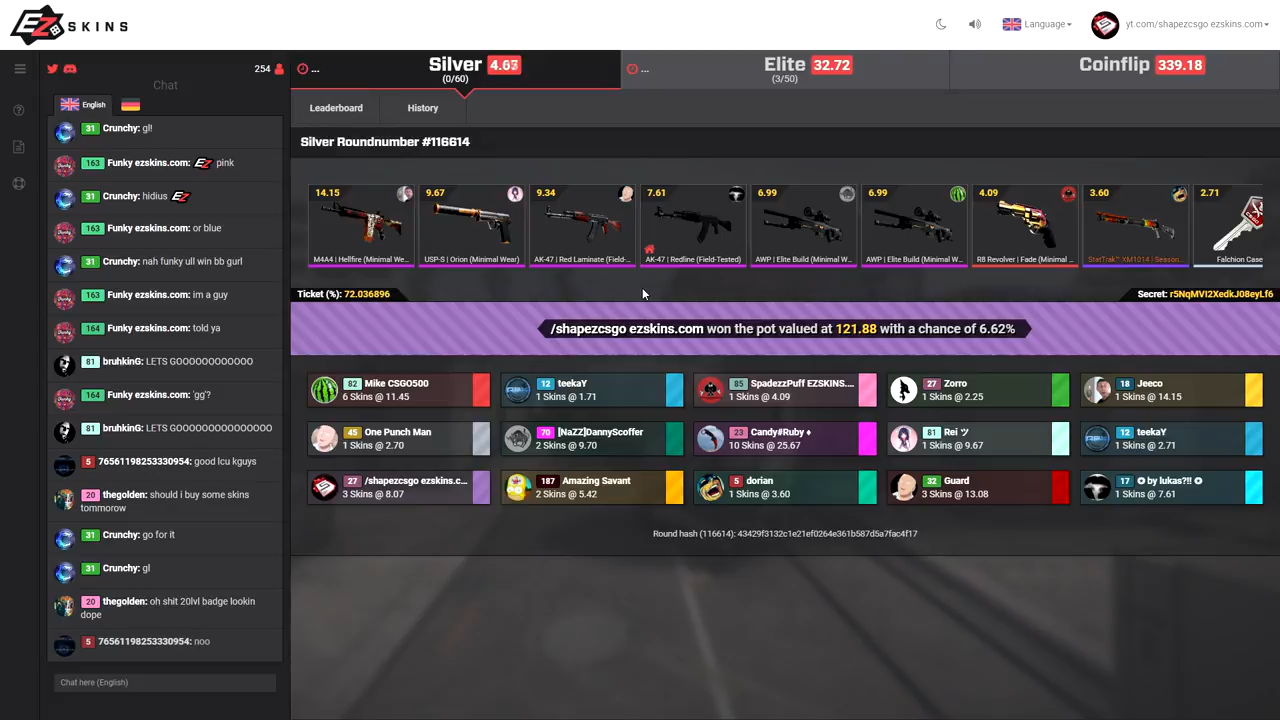 EZ SKINS
Language
yt.com/shapezcsgo ezskins.com
254
Chat
English
31 Crunchy: gl!
163 Funky ezskins.com: EZ pink
31 Crunchy: hidius EZ
163 Funky ezskins.com: or blue
31 Crunchy: nah funky ull win bb gurl
163 Funky ezskins.com: im a guy
164 Funky ezskins.com: told ya
81 bruhkinG: LETS GOOOOOOOOOOOO
164 Funky ezskins.com: 'gg'?
81 bruhkinG: LETS GOOOOOOOOOOOOOO
5 76561198253330954: good lcu kguys
20 thegolden: should i buy some skins
tommorow
31 Crunchy: go for it
31 Crunchy: gl
20 thegolden: oh shit 20lvl badge lookin
dope
5 76561198253330954: noo
Chat here (English)
... Silver
(0/60)
... Elite 32.72
(3/50)
Coinflip 339.18
Leaderboard History
Silver Roundnumber #116614
14.15 9.67 9.34 7.61 6.99 6.99 4.09 3.60 2.71
M4A4 | Hellfire (Minimal We... USP-S | Orion (Minimal Wear) AK-47 | Red Laminate (Field-... AK-47 | Redline (Field-Tested) AWP | Elite Build (Minimal W... AWP | Elite Build (Minimal W... R8 Revolver | Fade (Minimal ... StatTrak™ XM1014 | Season... Falchion Case
Ticket (%): 72.036896
Secret: r5NqMVI2XedkJ08eyLf6
/shapezcsgo ezskins.com won the pot valued at 121.88 with a chance of 6.62%
82 Mike CSGO500
6 Skins @ 11.45
12 teekaY
1 Skins @ 1.71
85 SpadezzPuff EZSKINS....
1 Skins @ 4.09
27 Zorro
1 Skins @ 2.25
18 Jeeco
1 Skins @ 14.15
45 One Punch Man
1 Skins @ 2.70
70 [NaZZ]DannyScoffer
2 Skins @ 9.70
23 Candy#Ruby ♦
10 Skins @ 25.67
81 Rei ツ
1 Skins @ 9.67
12 teekaY
1 Skins @ 2.71
27 /shapezcsgo ezskins.c...
3 Skins @ 8.07
187 Amazing Savant
2 Skins @ 5.42
5 dorian
1 Skins @ 3.60
32 Guard
3 Skins @ 13.08
17 ✪ by lukas?!! ✪
1 Skins @ 7.61
Round hash (116614): 43429f3132c1e21ef0264e361b587d5a7fac4f17